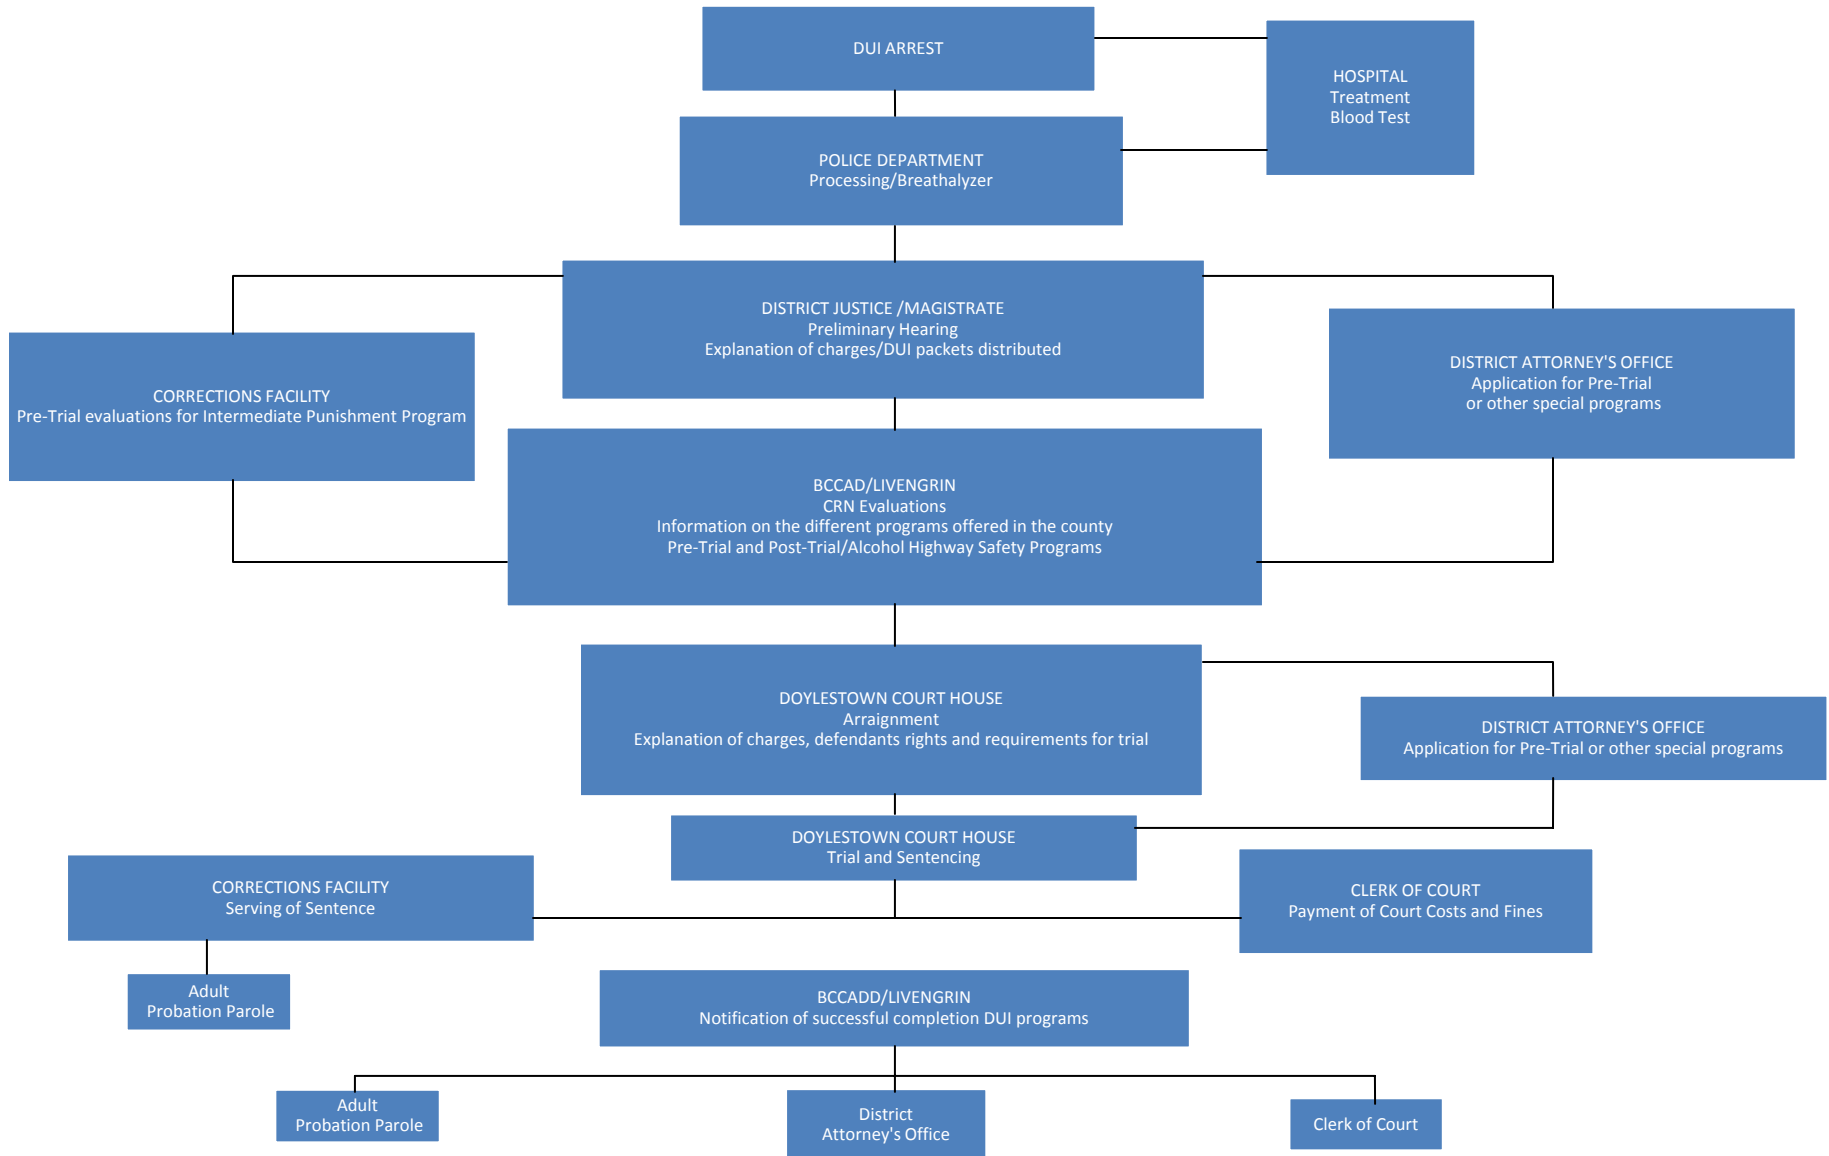 DUI ARREST
HOSPITAL
Treatment
Blood Test
POLICE DEPARTMENT
Processing/Breathalyzer
DISTRICT JUSTICE /MAGISTRATE
Preliminary Hearing
Explanation of charges/DUI packets distributed
CORRECTIONS FACILITY
Pre-Trial evaluations for Intermediate Punishment Program
DISTRICT ATTORNEY'S OFFICE
Application for Pre-Trial
or other special programs
BCCAD/LIVENGRIN
CRN Evaluations
Information on the different programs offered in the county
Pre-Trial and Post-Trial/Alcohol Highway Safety Programs
DOYLESTOWN COURT HOUSE
Arraignment
Explanation of charges, defendants rights and requirements for trial
DISTRICT ATTORNEY'S OFFICE
Application for Pre-Trial or other special programs
DOYLESTOWN COURT HOUSE
Trial and Sentencing
CORRECTIONS FACILITY
Serving of Sentence
CLERK OF COURT
Payment of Court Costs and Fines
Adult
Probation Parole
BCCADD/LIVENGRIN
Notification of successful completion DUI programs
Adult
Probation Parole
District
Attorney's Office
Clerk of Court